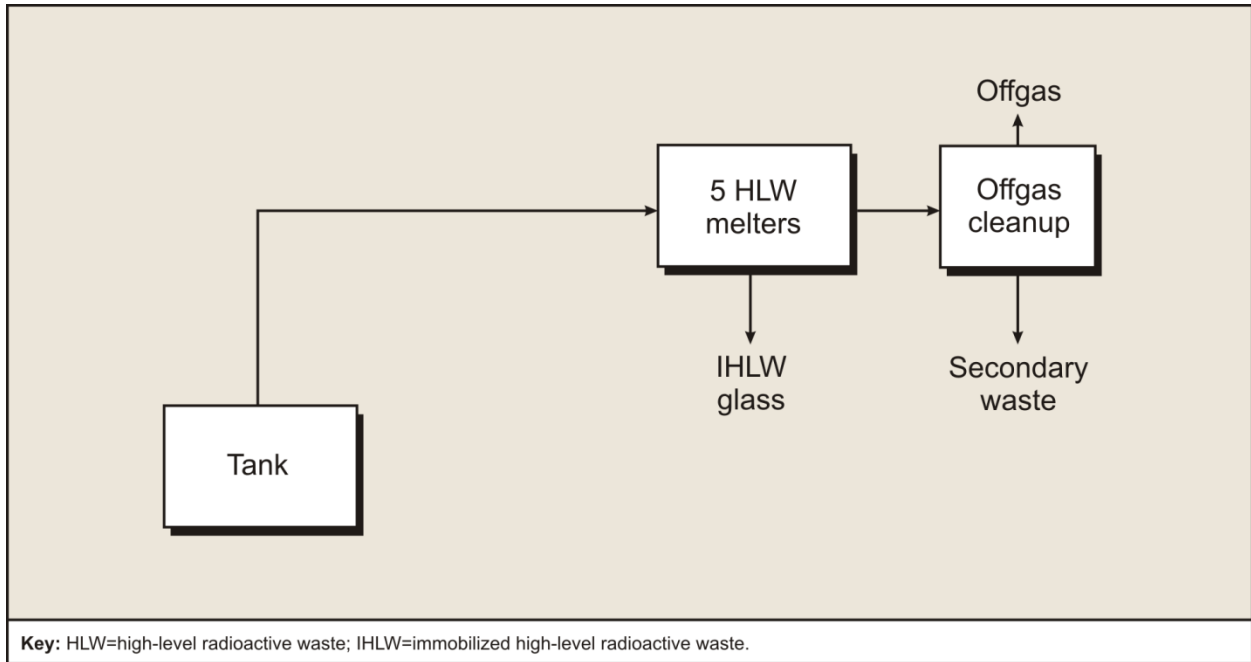 Offgas
5 HLW
melters
Offgas
cleanup
IHLW
glass
Secondary
waste
Tank
Key: HLW=high-level radioactive waste; IHLW=immobilized high-level radioactive waste.